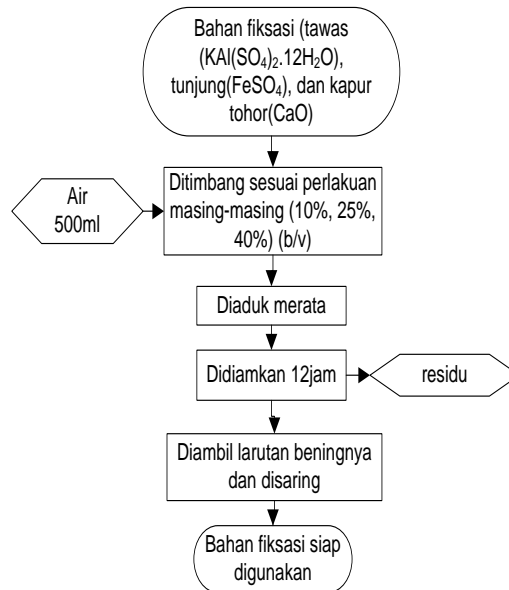 Bahan fiksasi (tawas
(KAl(SO₄)₂.12H₂O),
tunjung(FeSO₄), dan kapur
tohor(CaO)
Air
500ml
Ditimbang sesuai perlakuan
masing-masing (10%, 25%,
40%) (b/v)
Diaduk merata
Didiamkan 12jam
residu
Diambil larutan beningnya
dan disaring
Bahan fiksasi siap
digunakan